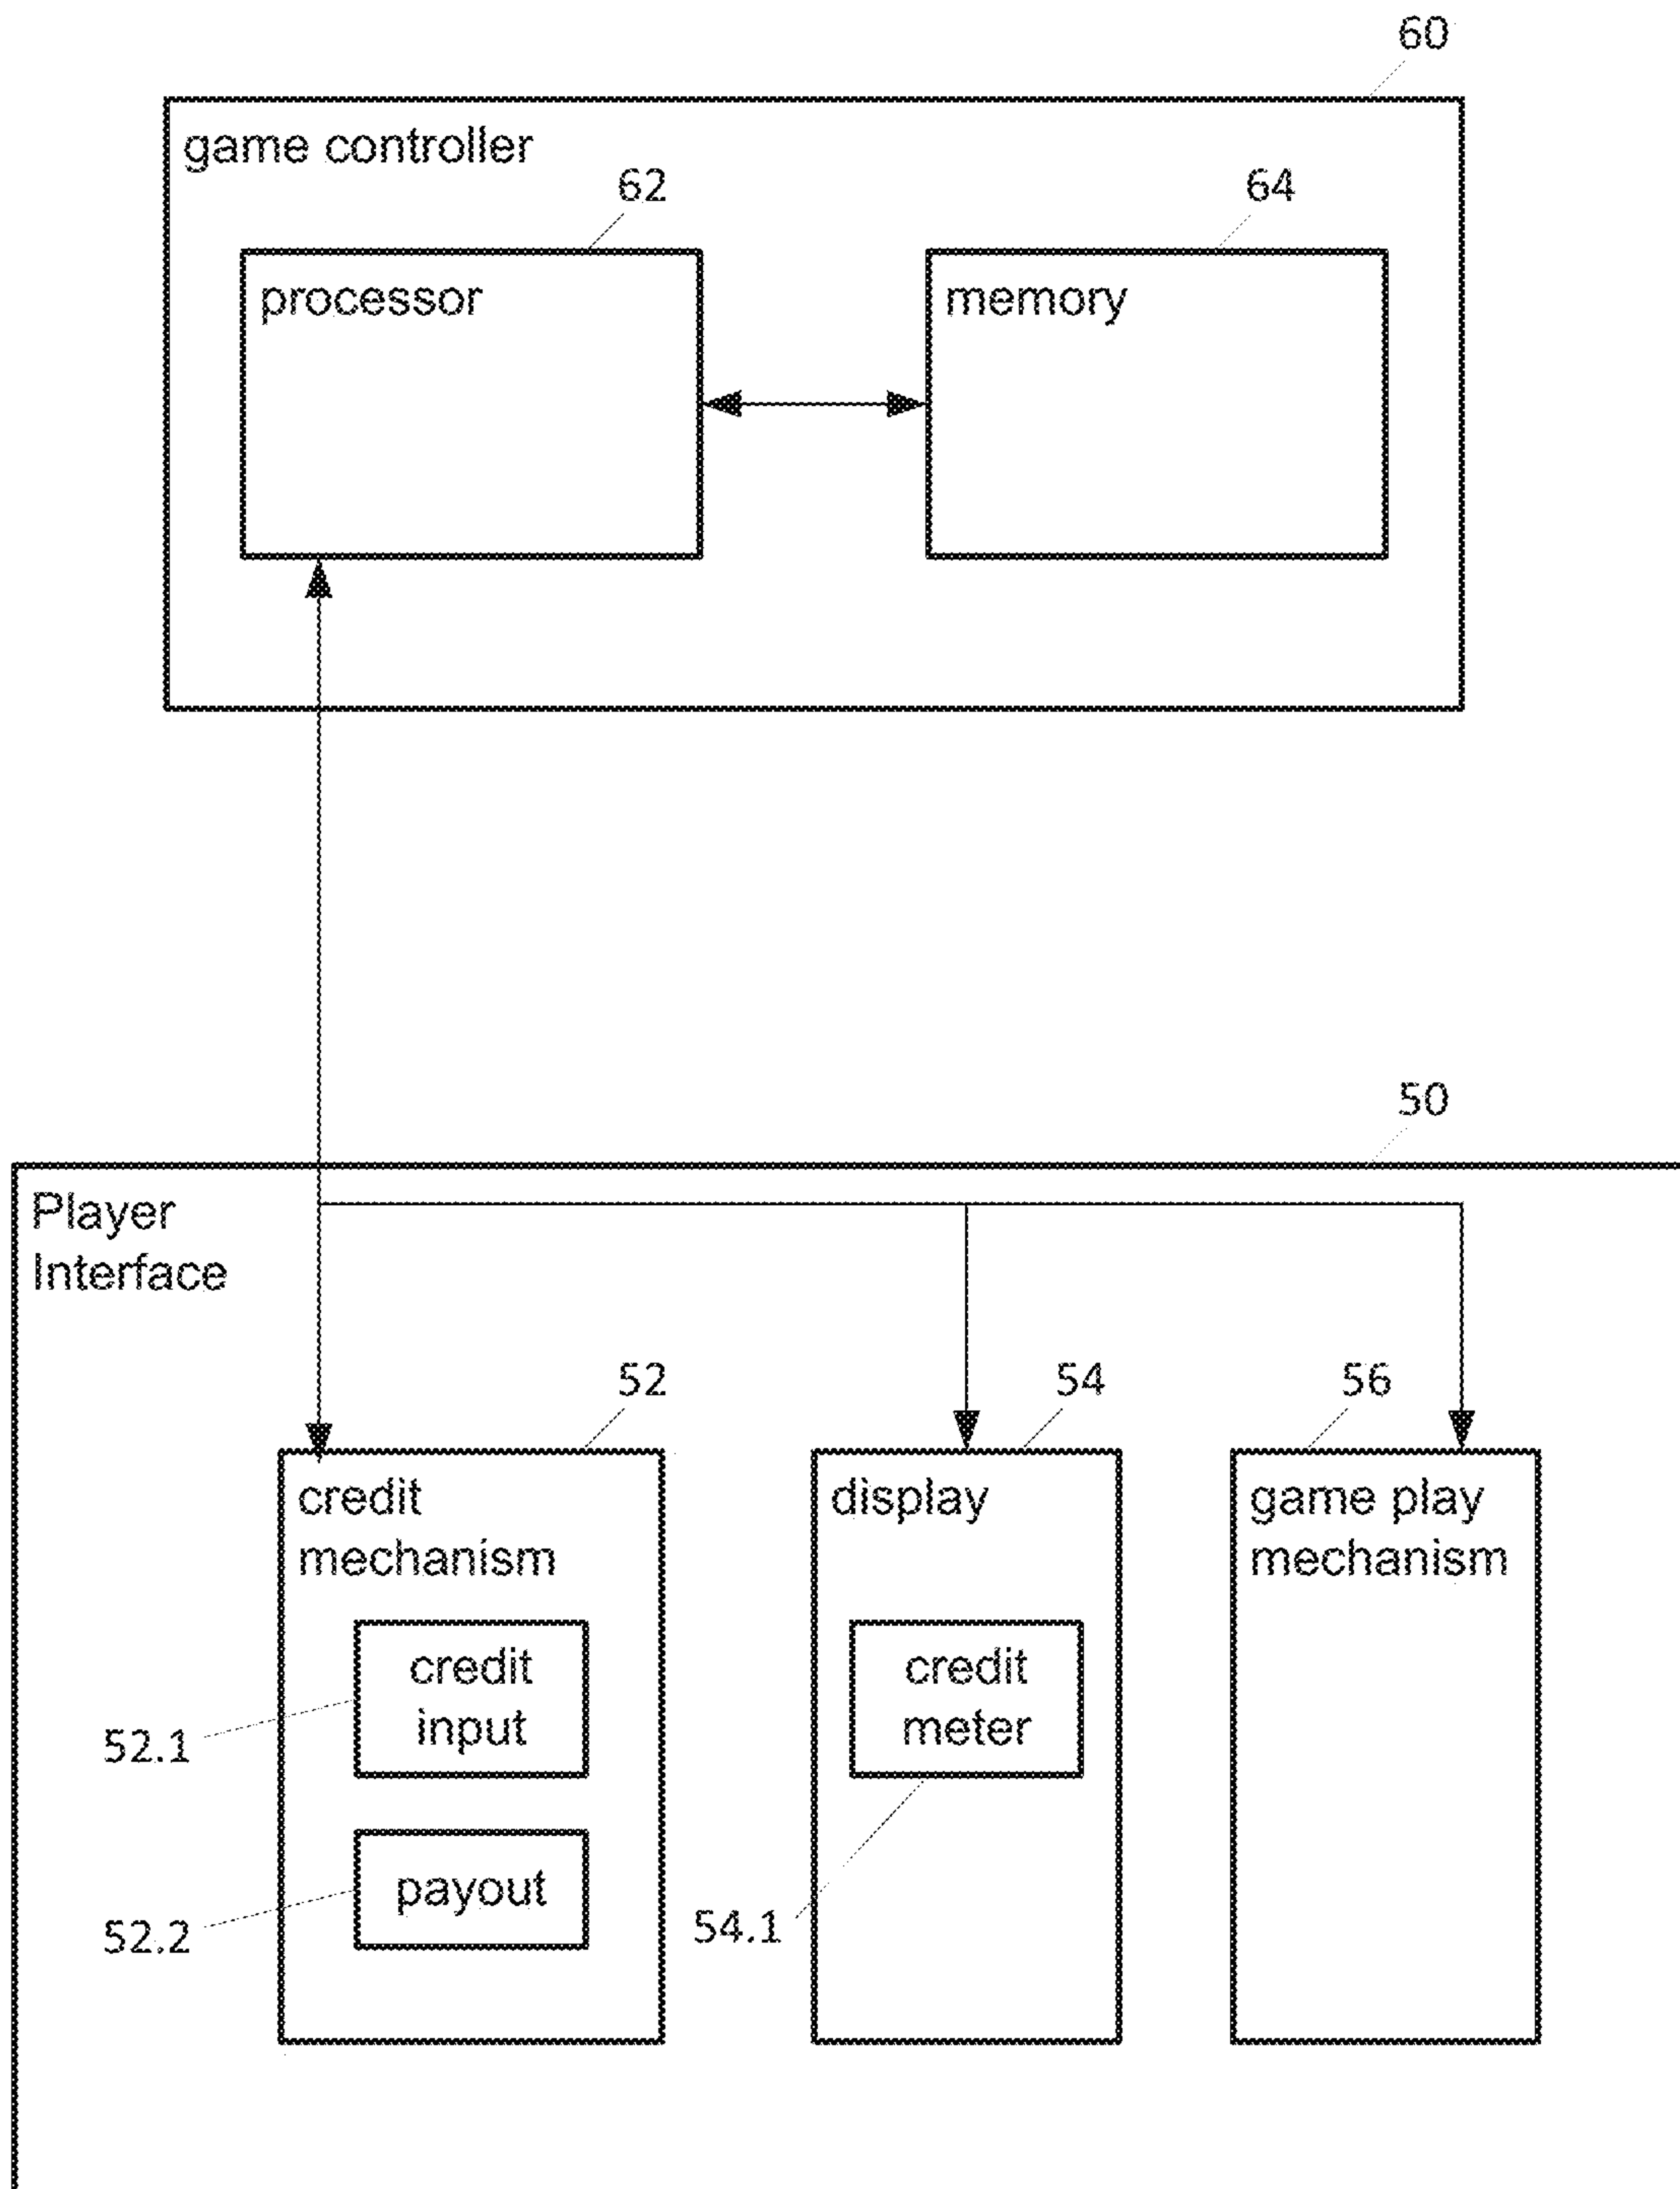 60
game controller
62
64
processor
memory
50
Player
Interface
52
54
56
credit
mechanism
display
game play
mechanism
credit
input
credit
meter
52.1
payout
52.2
54.1